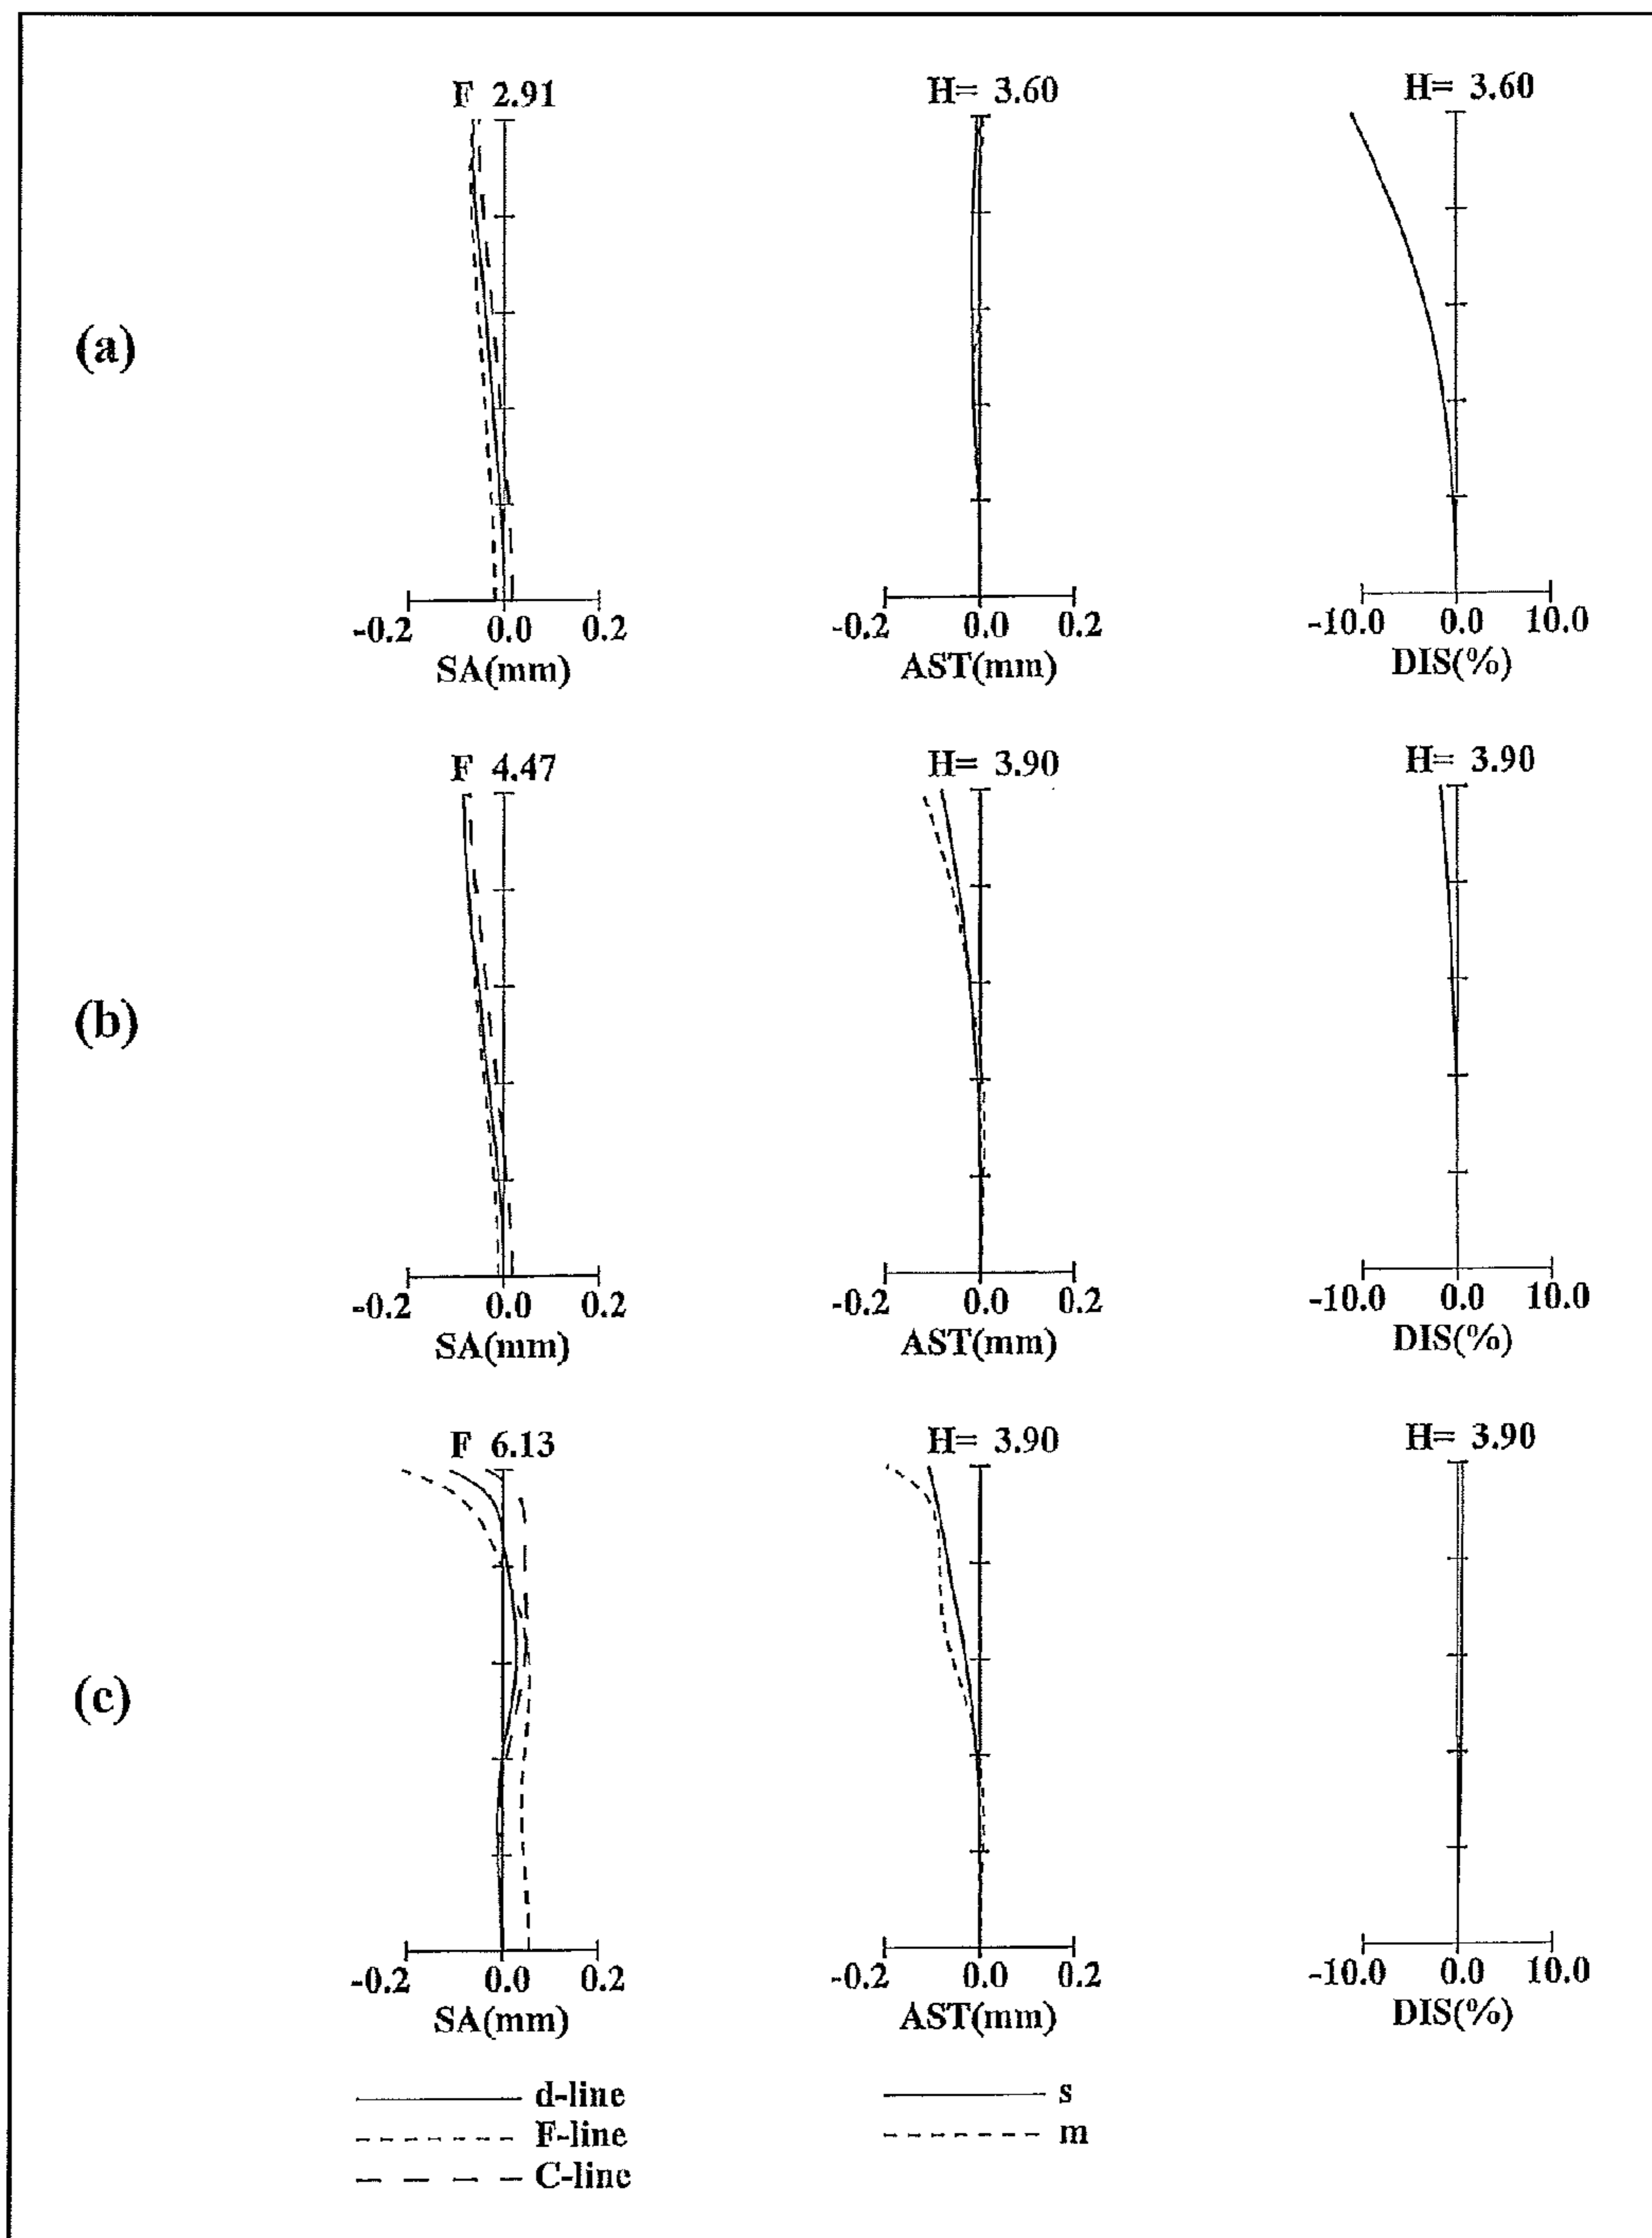 F 2.91 H= 3.60 H= 3.60
(a)
-0.2 0.0 0.2 -0.2 0.0 0.2 -10.0 0.0 10.0
SA(mm) AST(mm) DIS(%)
F 4.47 H= 3.90 H= 3.90
(b)
-0.2 0.0 0.2 -0.2 0.0 0.2 -10.0 0.0 10.0
SA(mm) AST(mm) DIS(%)
F 6.13 H= 3.90 H= 3.90
(c)
-0.2 0.0 0.2 -0.2 0.0 0.2 -10.0 0.0 10.0
SA(mm) AST(mm) DIS(%)
d-line s
F-line m
C-line